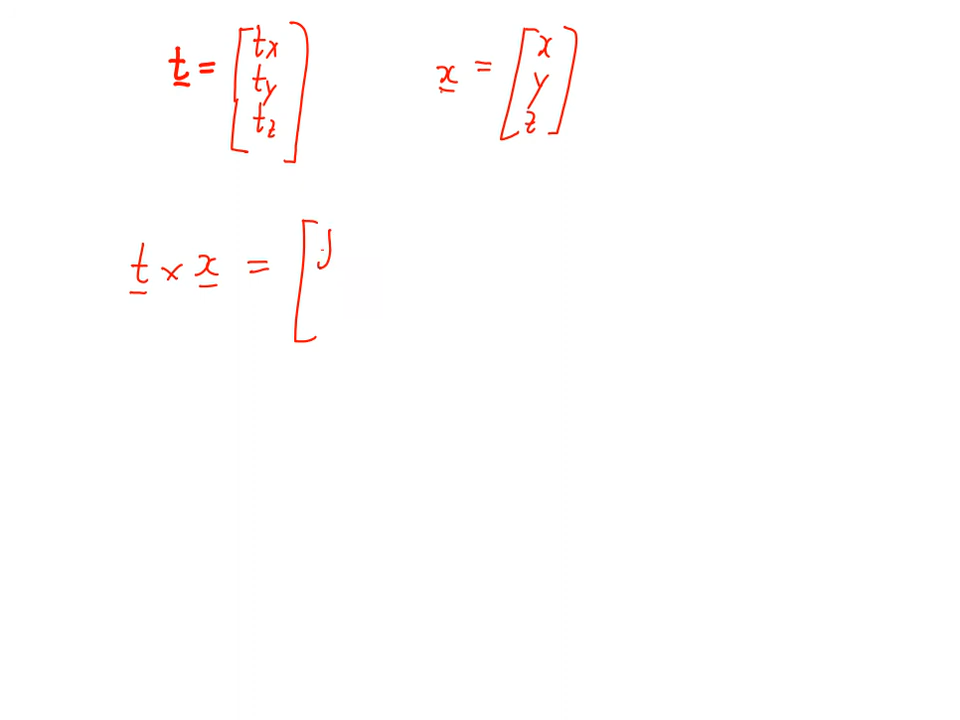 t = [tx ty tz] x = [x y z]
t × x = [